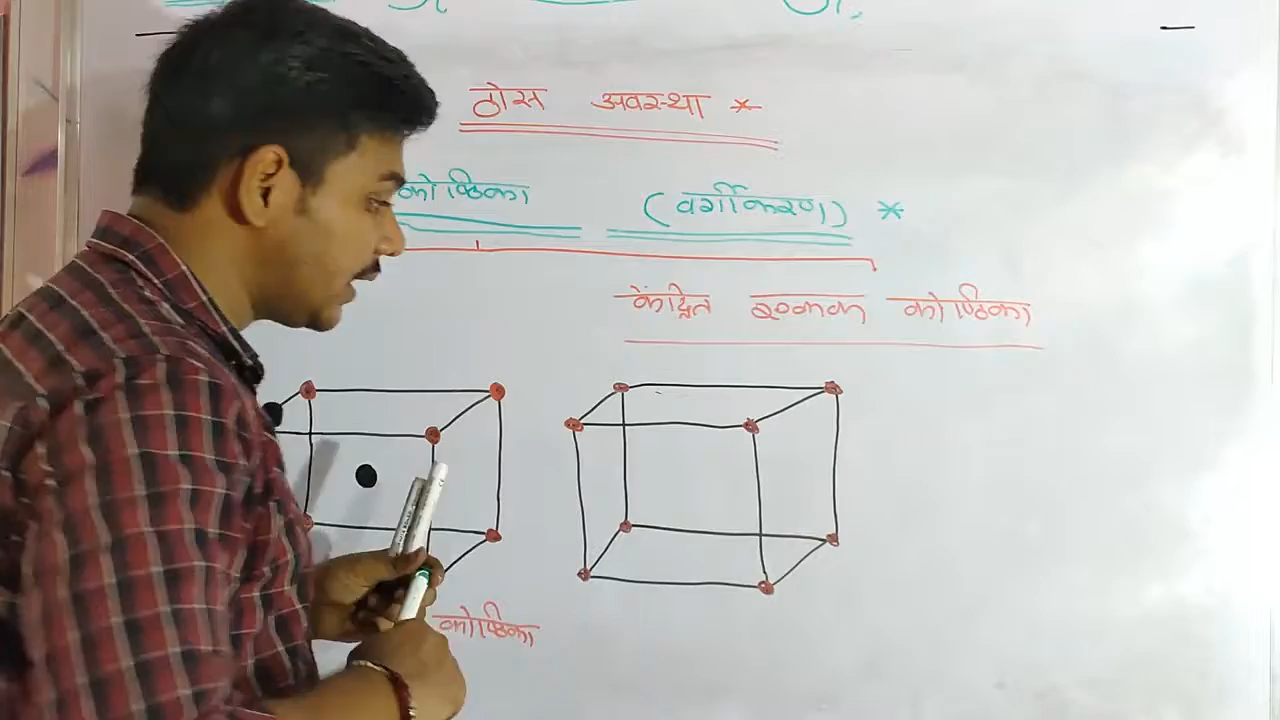 ठोस अवस्था *
कोष्ठिका (वर्गीकरण) *
केंद्रित एकक कोष्ठिका
कोष्ठिका